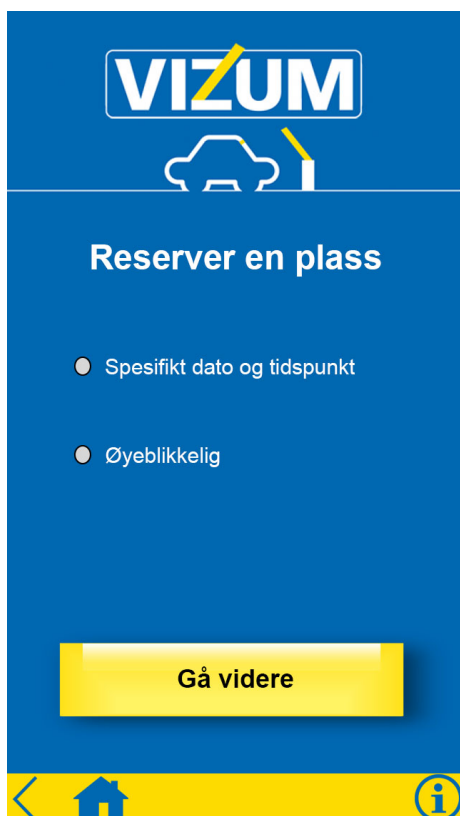 VIZUM
Reserver en plass
Spesifikt dato og tidspunkt
Øyeblikkelig
Gå videre
i